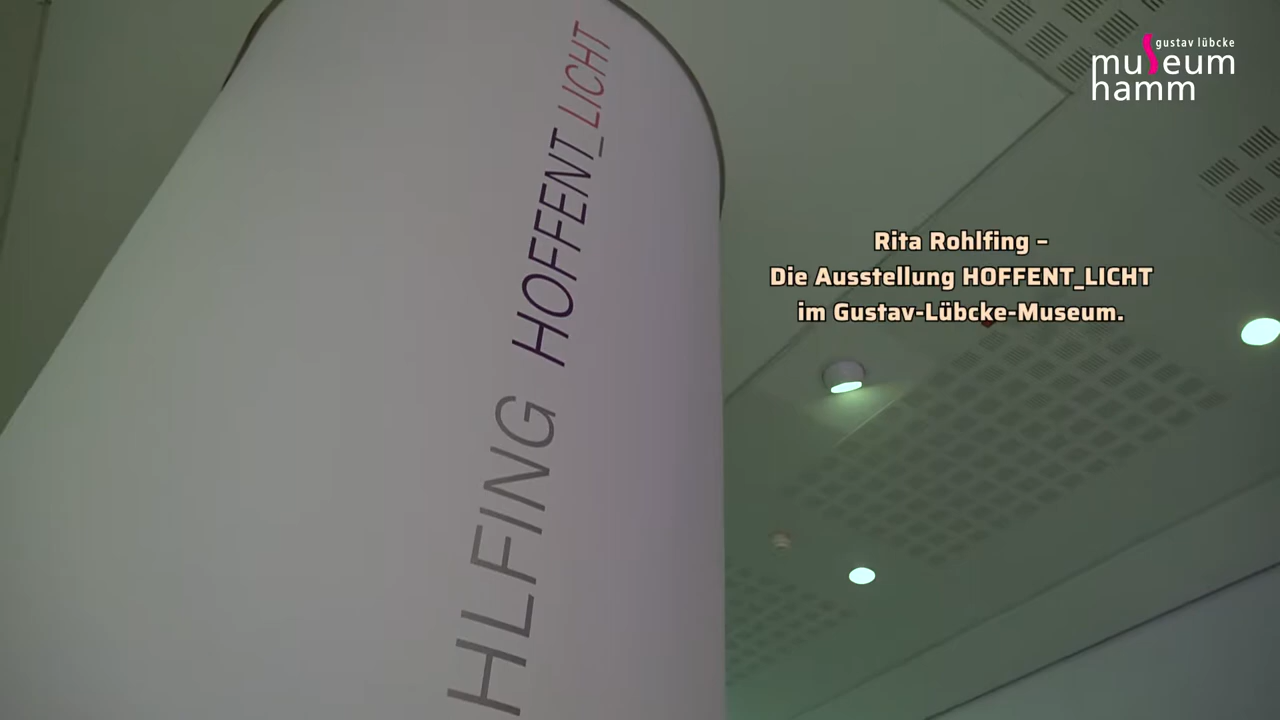 HLFING HOFFENT_LICHT
gustav lübcke
museum
hamm
Rita Rohlfing –
Die Ausstellung HOFFENT_LICHT
im Gustav-Lübcke-Museum.